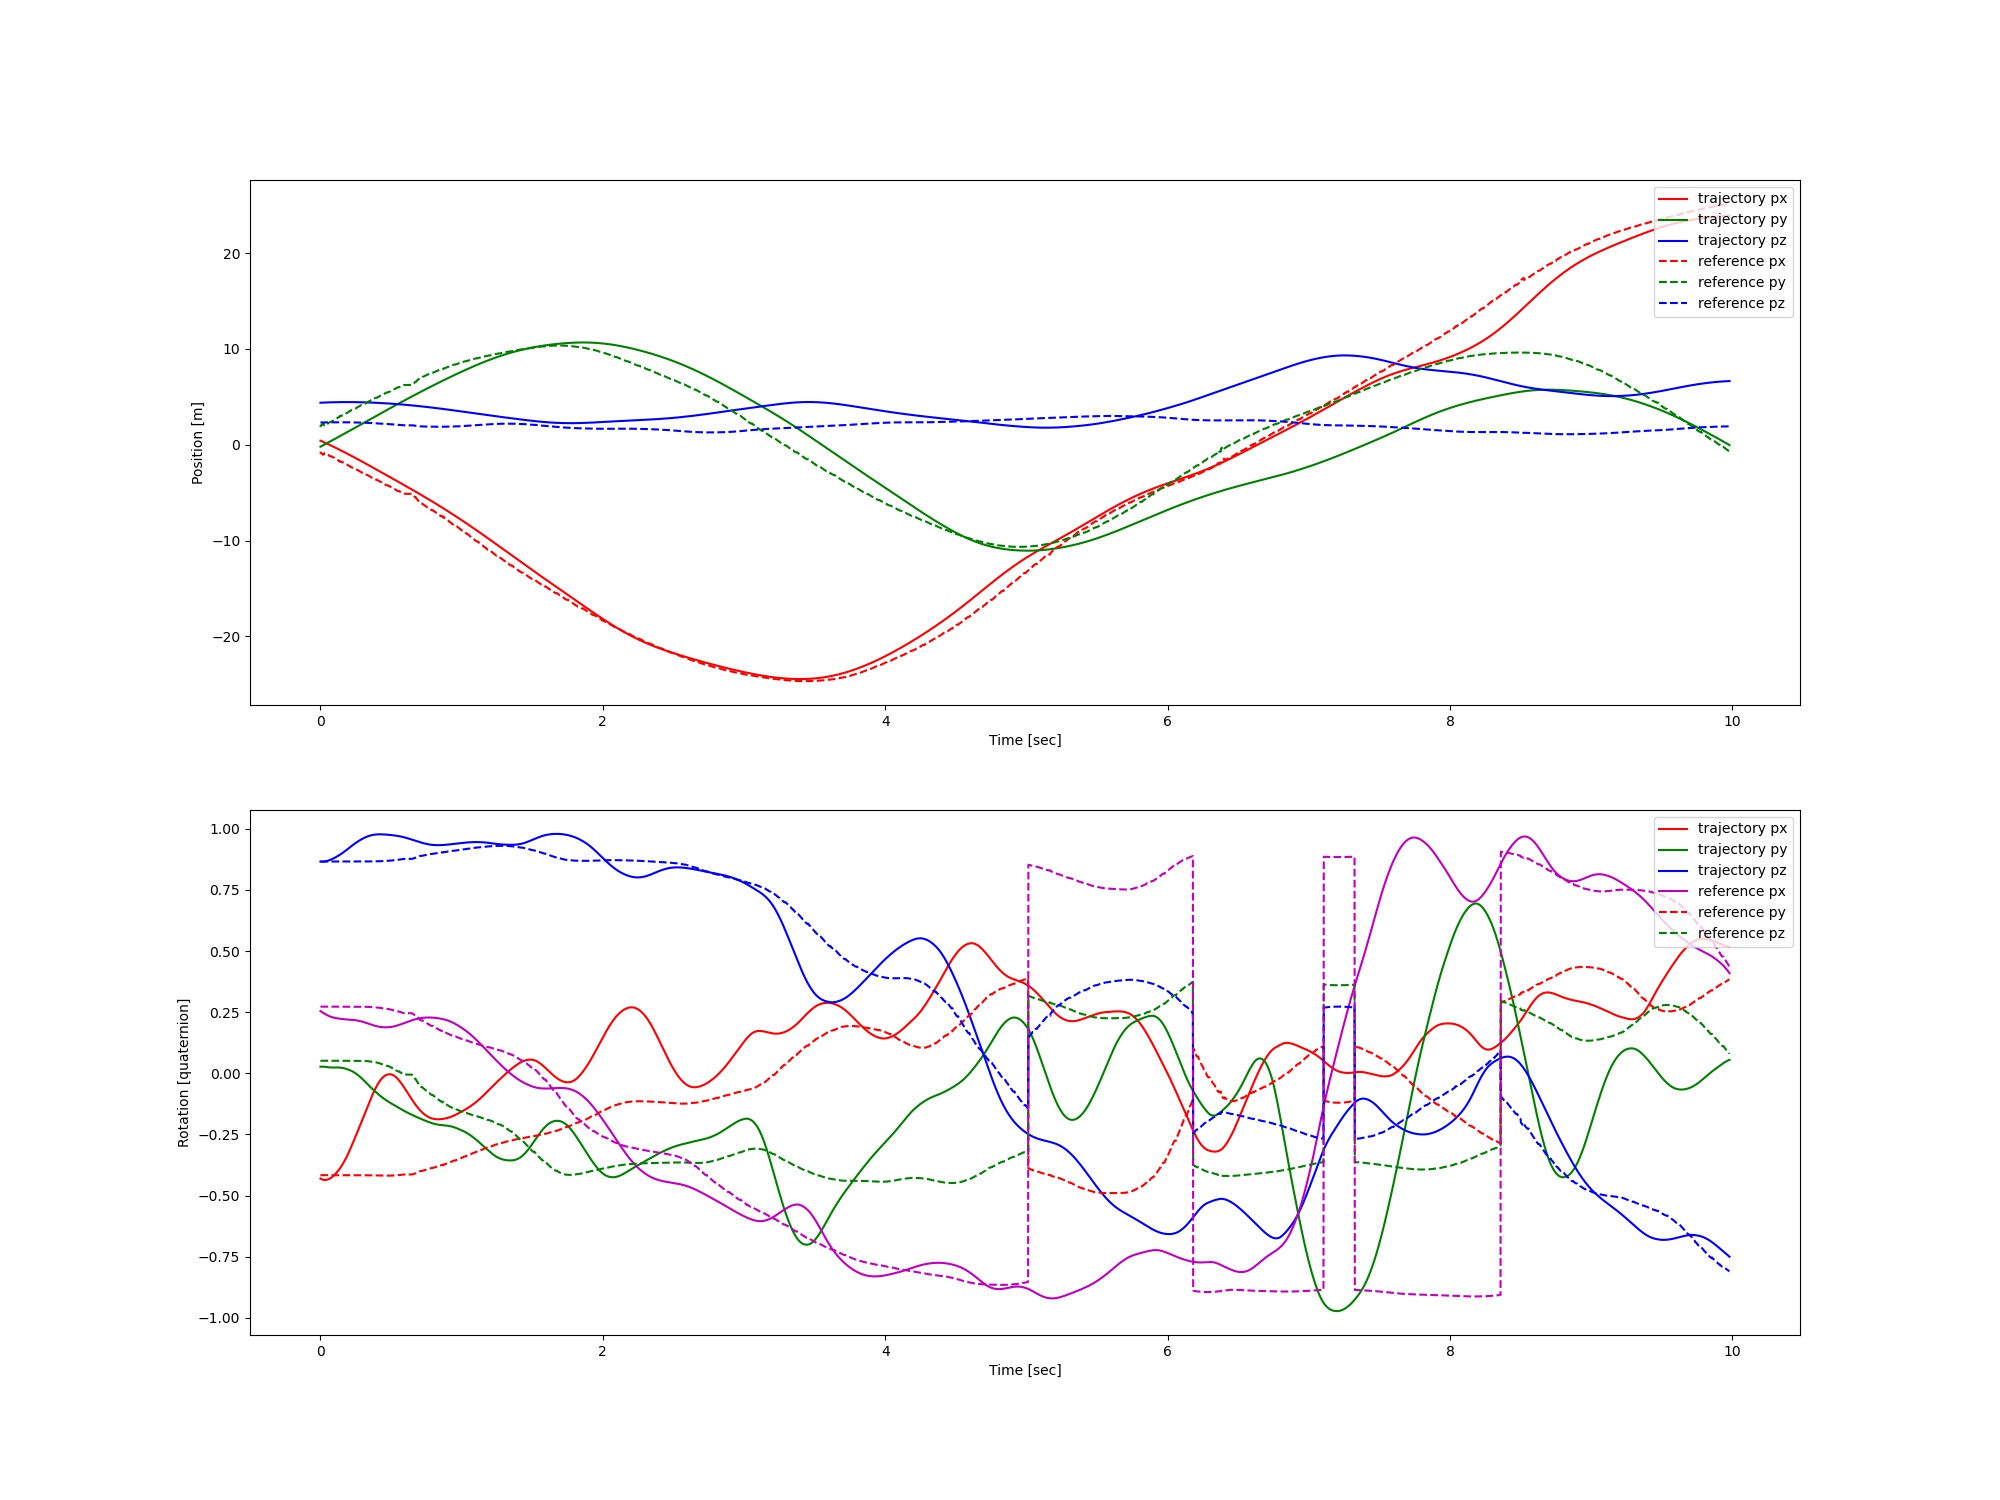 trajectory px
trajectory py
trajectory pz
reference px
reference py
reference pz
20
10
0
−10
−20
Position [m]
0 2 4 6 8 10
Time [sec]
trajectory px
trajectory py
trajectory pz
reference px
reference py
reference pz
1.00
0.75
0.50
0.25
0.00
−0.25
−0.50
−0.75
−1.00
Rotation [quaternion]
0 2 4 6 8 10
Time [sec]